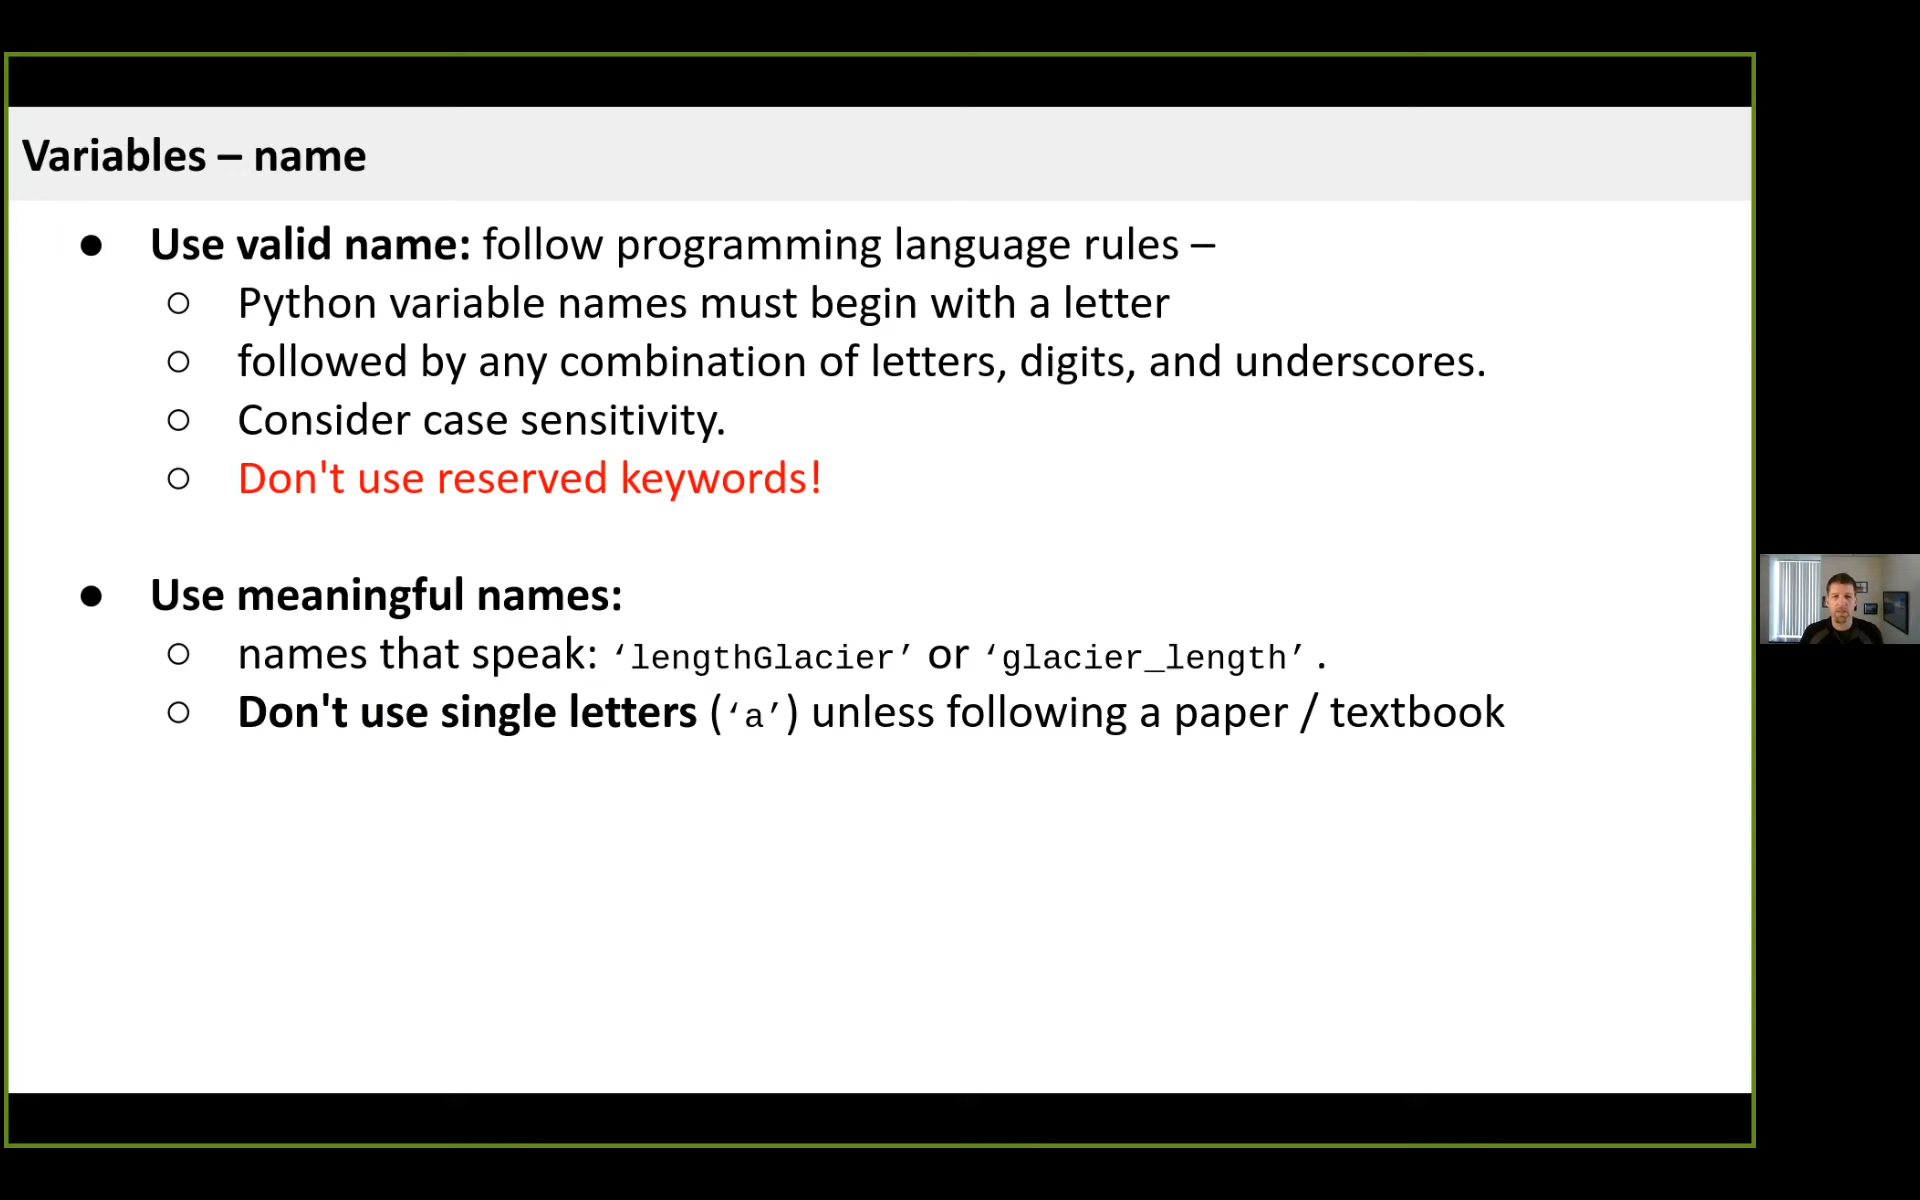 Variables – name
● Use valid name: follow programming language rules –
○ Python variable names must begin with a letter
○ followed by any combination of letters, digits, and underscores.
○ Consider case sensitivity.
○ Don't use reserved keywords!
● Use meaningful names:
○ names that speak: ‘lengthGlacier’ or ‘glacier_length’.
○ Don't use single letters (‘a’) unless following a paper / textbook